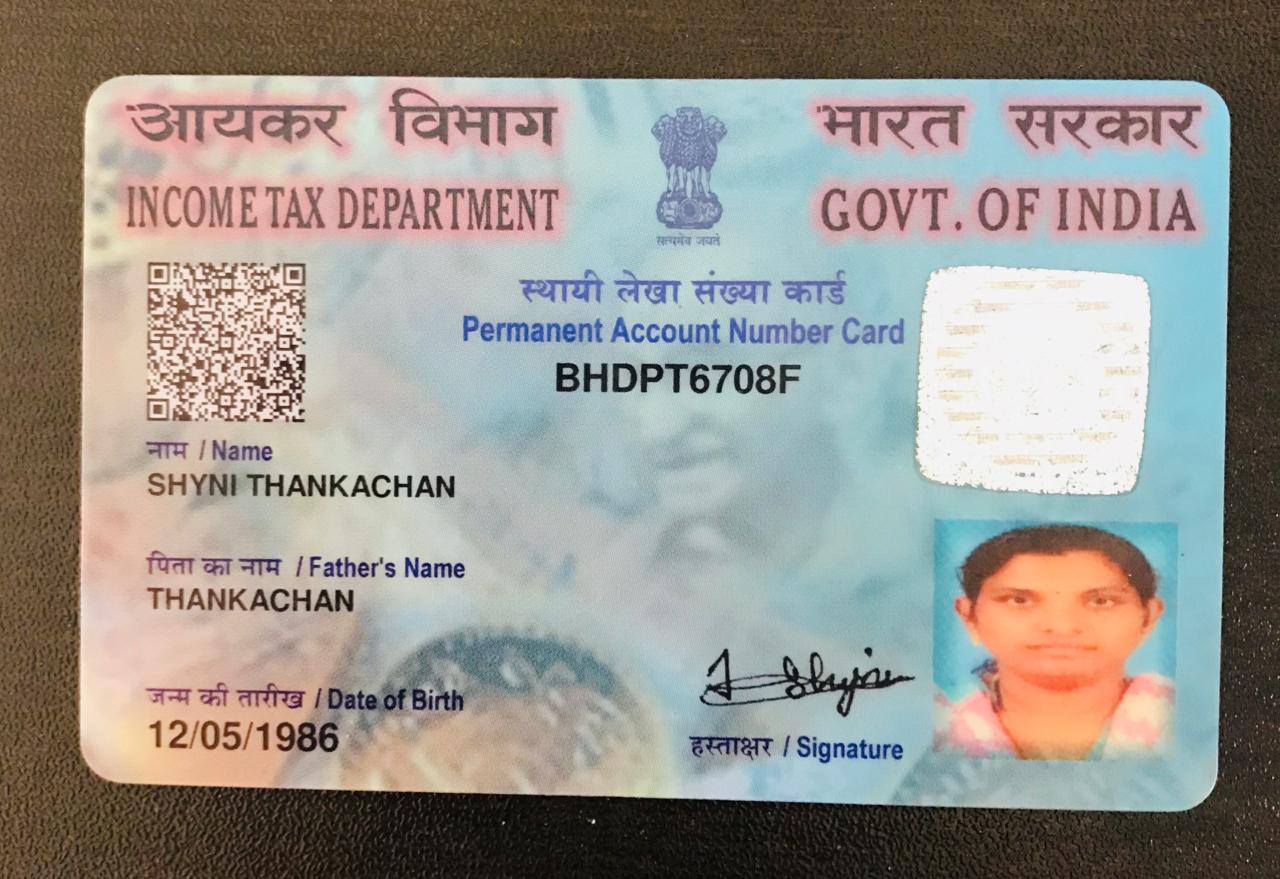 आयकर विभाग
INCOME TAX DEPARTMENT
सत्यमेव जयते
भारत सरकार
GOVT. OF INDIA
स्थायी लेखा संख्या कार्ड
Permanent Account Number Card
BHDPT6708F
नाम / Name
SHYNI THANKACHAN
पिता का नाम / Father's Name
THANKACHAN
जन्म की तारीख / Date of Birth
12/05/1986
हस्ताक्षर / Signature